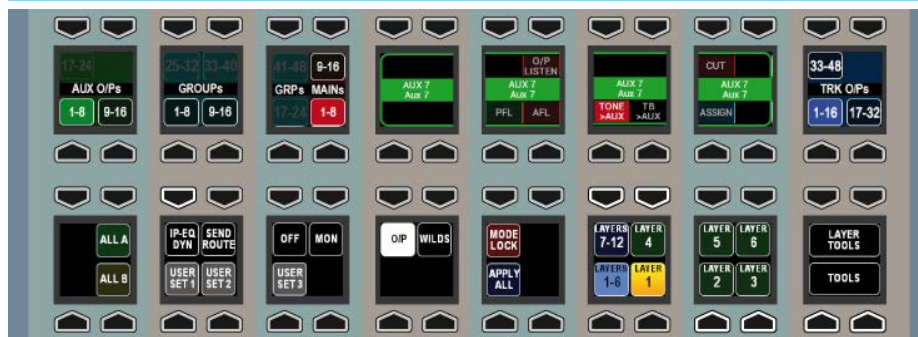 17-24
AUX O/Ps
1-8 9-16
25-32 33-40
GROUPs
1-8 9-16
41-48 9-16
GRPs MAINs
17-24 1-8
AUX 7
Aux 7
O/P
LISTEN
AUX 7
Aux 7
PFL AFL
AUX 7
Aux 7
TONE TB
>AUX >AUX
CUT
AUX 7
Aux 7
ASSIGN
33-48
TRK O/Ps
1-16 17-32
ALL A
ALL B
IP-EQ SEND
DYN ROUTE
USER USER
SET 1 SET 2
OFF MON
USER
SET 3
O/P WILDS
MODE
LOCK
APPLY
ALL
LAYERS LAYER
7-12 4
LAYERS LAYER
1-6 1
LAYER LAYER
5 6
LAYER LAYER
2 3
LAYER
TOOLS
TOOLS